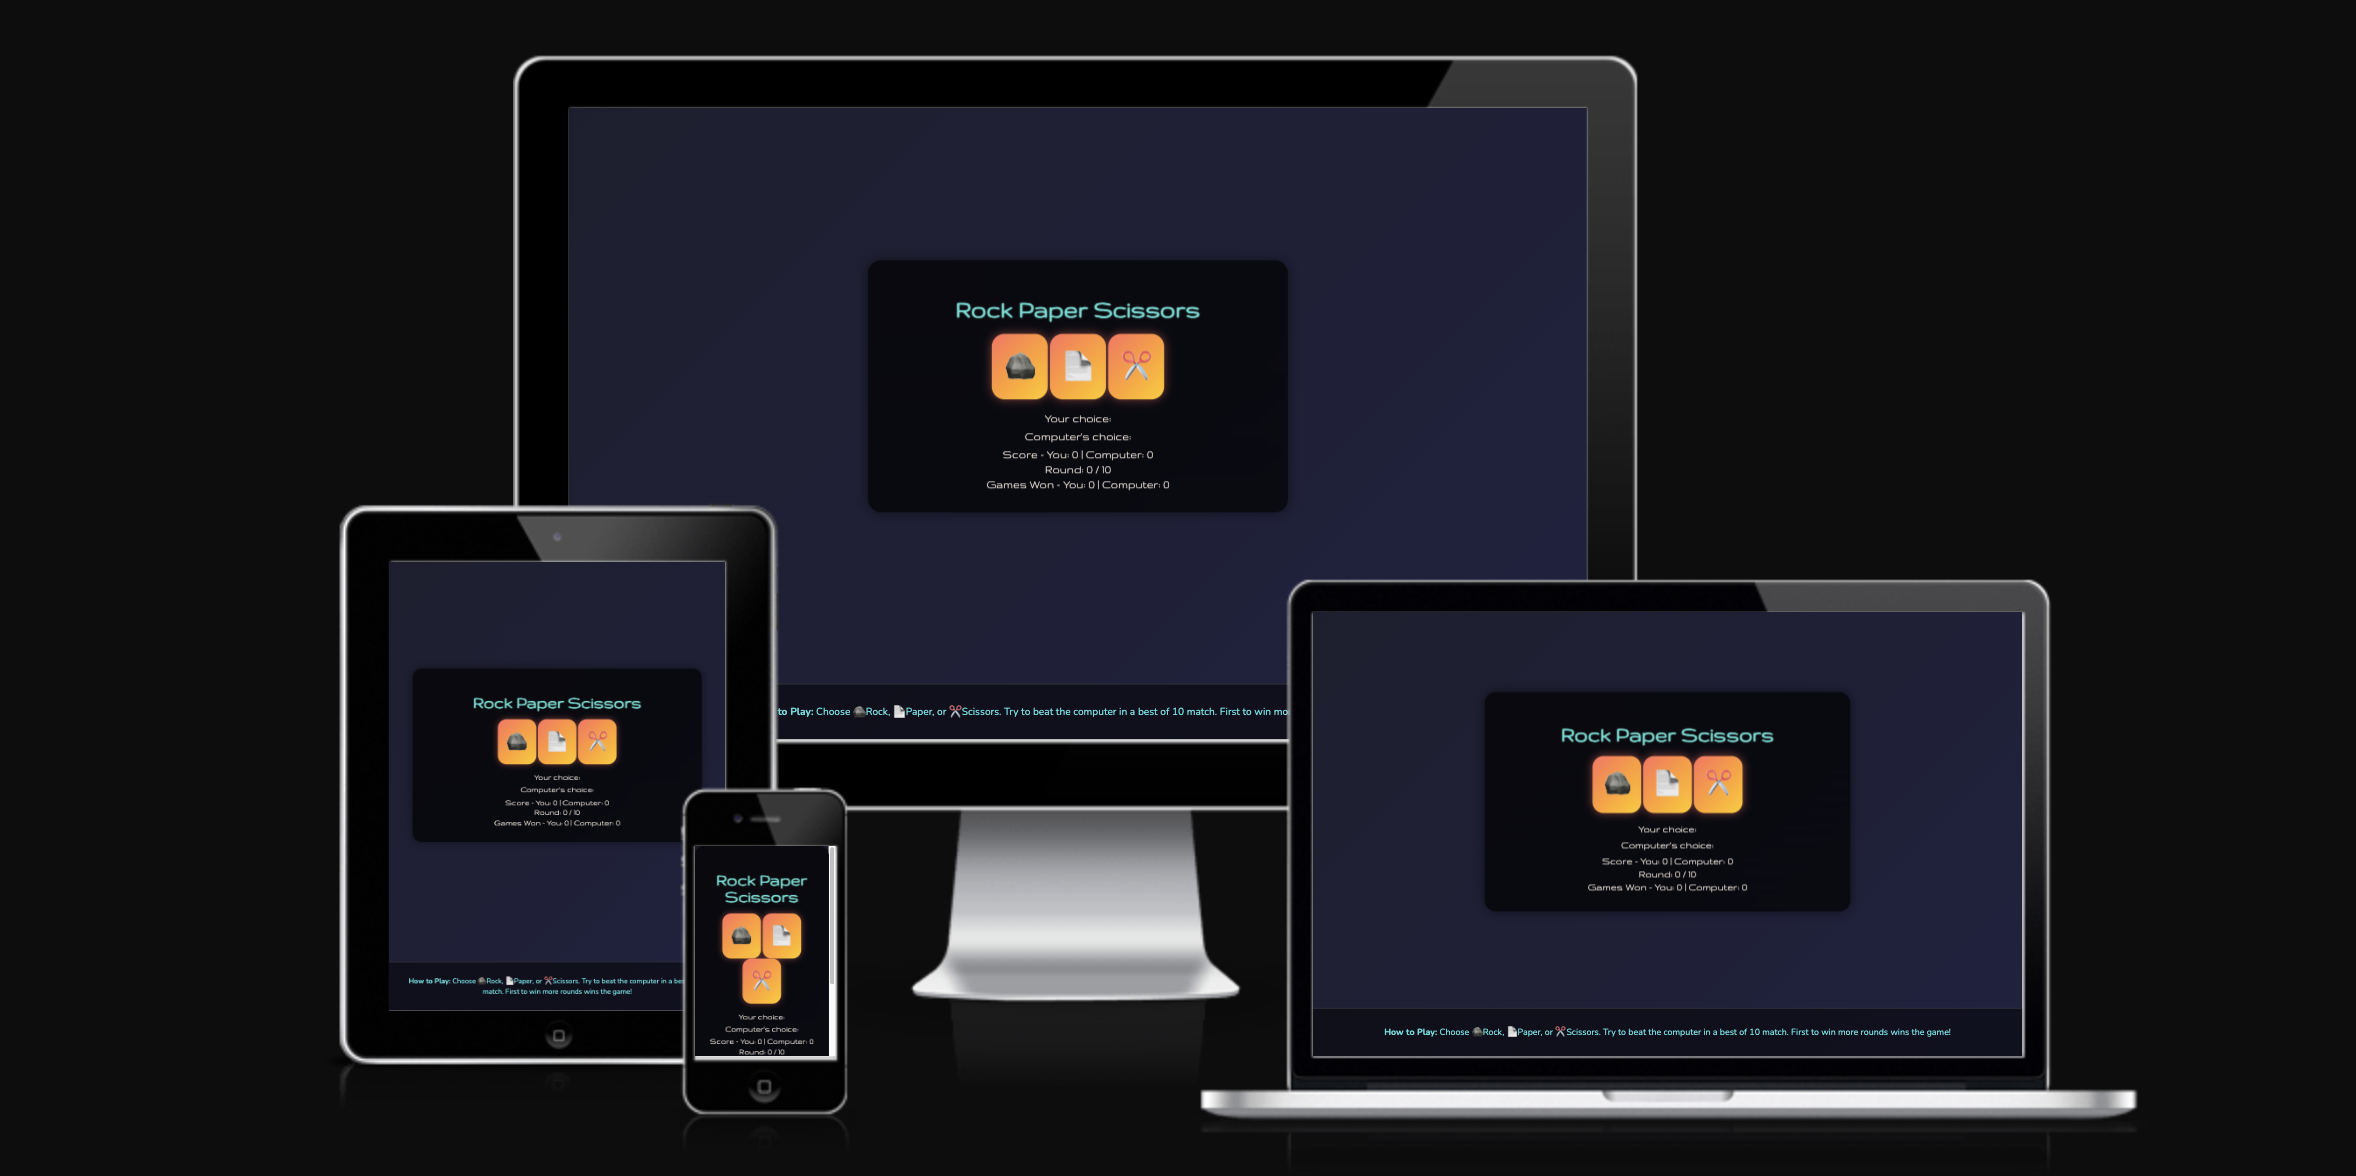 Rock Paper Scissors
Your choice:
Computer's choice:
Score - You: 0 | Computer: 0
Round: 0 / 10
Games Won - You: 0 | Computer: 0
to Play: Choose Rock, Paper, or Scissors. Try to beat the computer in a best of 10 match. First to win
Rock Paper Scissors
Your choice:
Computer's choice:
Score - You: 0 | Computer: 0
Round: 0 / 10
Games Won - You: 0 | Computer: 0
How to Play: Choose Rock, Paper, or Scissors. Try to beat the computer in a
match. First to win more rounds wins the game!
Rock Paper
Scissors
Your choice:
Computer's choice:
Score - You: 0 | Computer: 0
Round: 0 / 10
Rock Paper Scissors
Your choice:
Computer's choice:
Score - You: 0 | Computer: 0
Round: 0 / 10
Games Won - You: 0 | Computer: 0
How to Play: Choose Rock, Paper, or Scissors. Try to beat the computer in a best of 10 match. First to win more rounds wins the game!